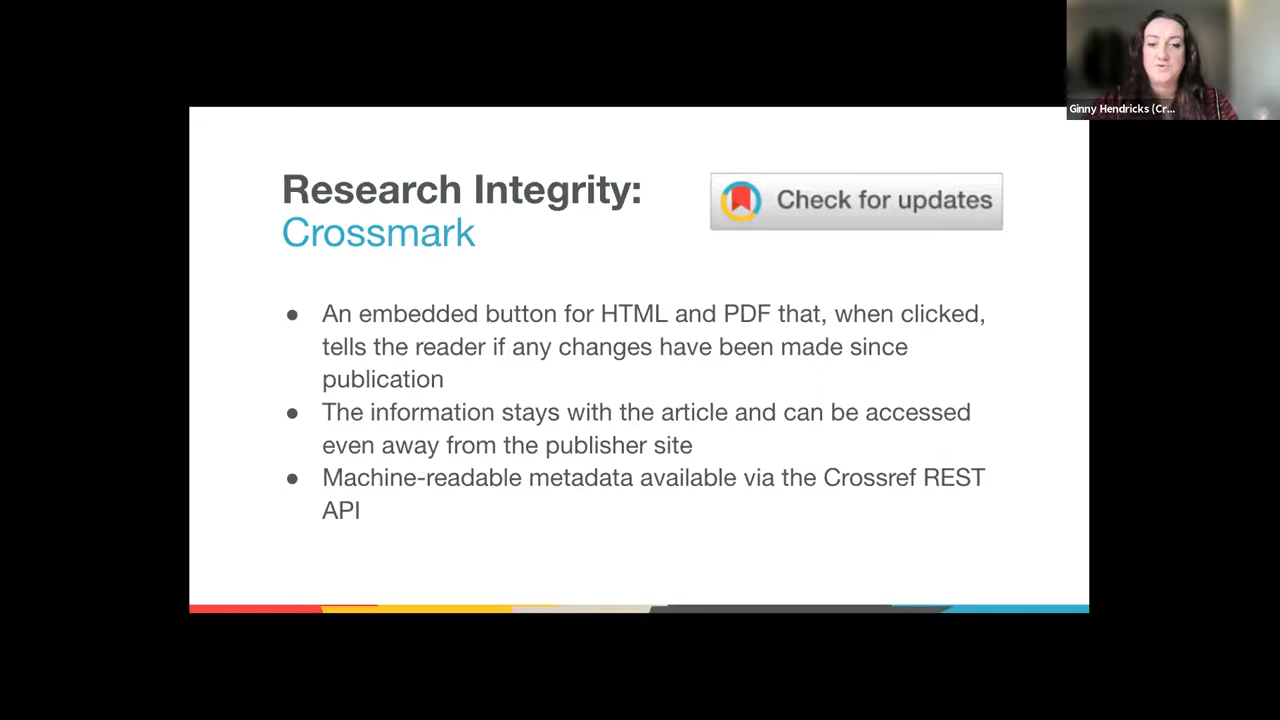 Ginny Hendricks (Cr...
Research Integrity:
Crossmark
Check for updates
● An embedded button for HTML and PDF that, when clicked,
tells the reader if any changes have been made since
publication
● The information stays with the article and can be accessed
even away from the publisher site
● Machine-readable metadata available via the Crossref REST
API